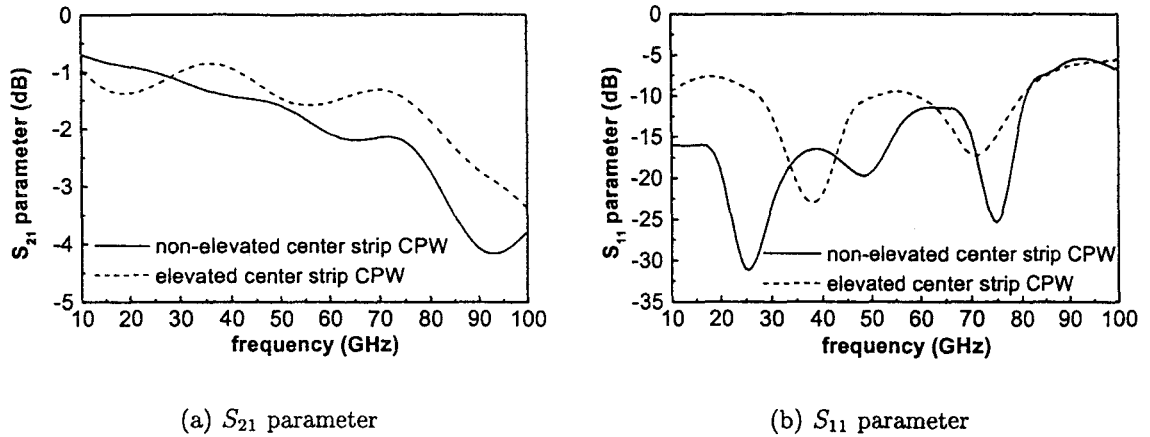 0
-1
-2
-3
-4
-5
S21 parameter (dB)
non-elevated center strip CPW
elevated center strip CPW
10 20 30 40 50 60 70 80 90 100
frequency (GHz)
(a) S21 parameter
0
-5
-10
-15
-20
-25
-30
-35
S11 parameter (dB)
non-elevated center strip CPW
elevated center strip CPW
10 20 30 40 50 60 70 80 90 100
frequency (GHz)
(b) S11 parameter